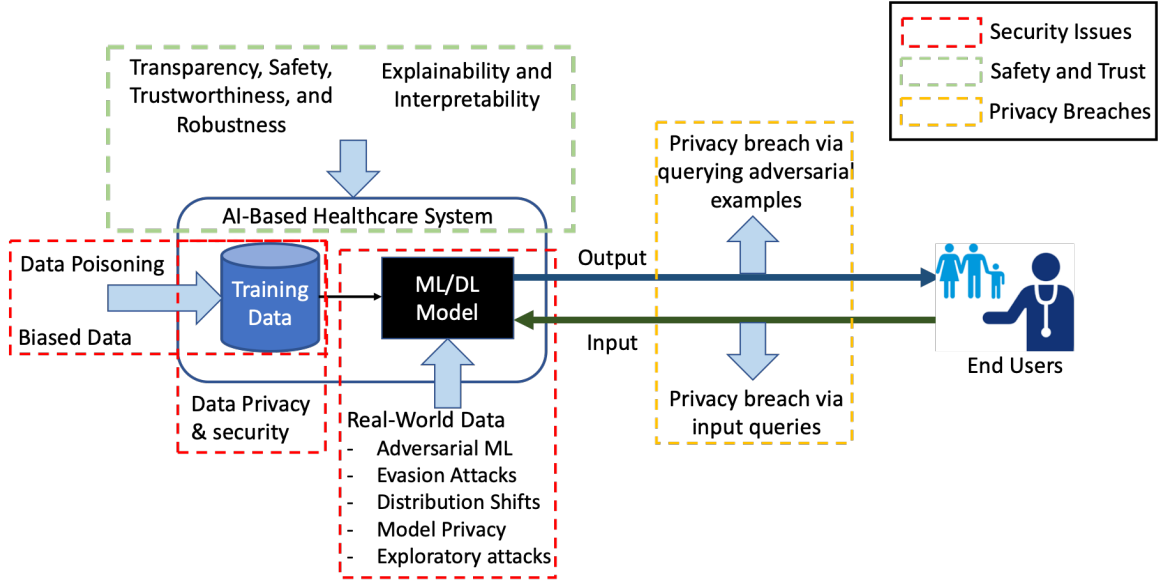 Security Issues
Safety and Trust
Privacy Breaches
Transparency, Safety,
Trustworthiness, and
Robustness
Explainability and
Interpretability
AI-Based Healthcare System
Data Poisoning
Biased Data
Training
Data
ML/DL
Model
Data Privacy
& security
Real-World Data
- Adversarial ML
- Evasion Attacks
- Distribution Shifts
- Model Privacy
- Exploratory attacks
Output
Input
Privacy breach via
querying adversarial
examples
Privacy breach via
input queries
End Users